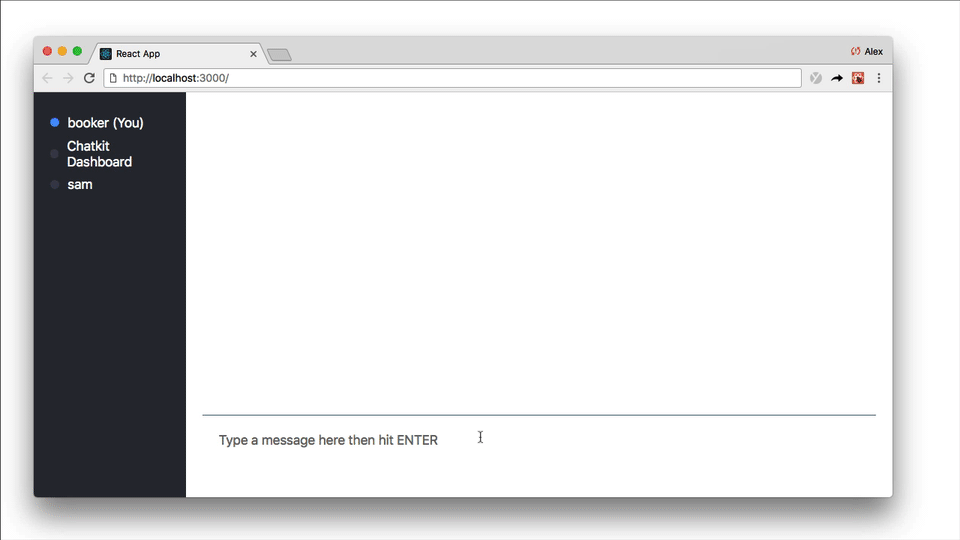 React App
Alex
http://localhost:3000/
booker (You)
Chatkit
Dashboard
sam
Type a message here then hit ENTER